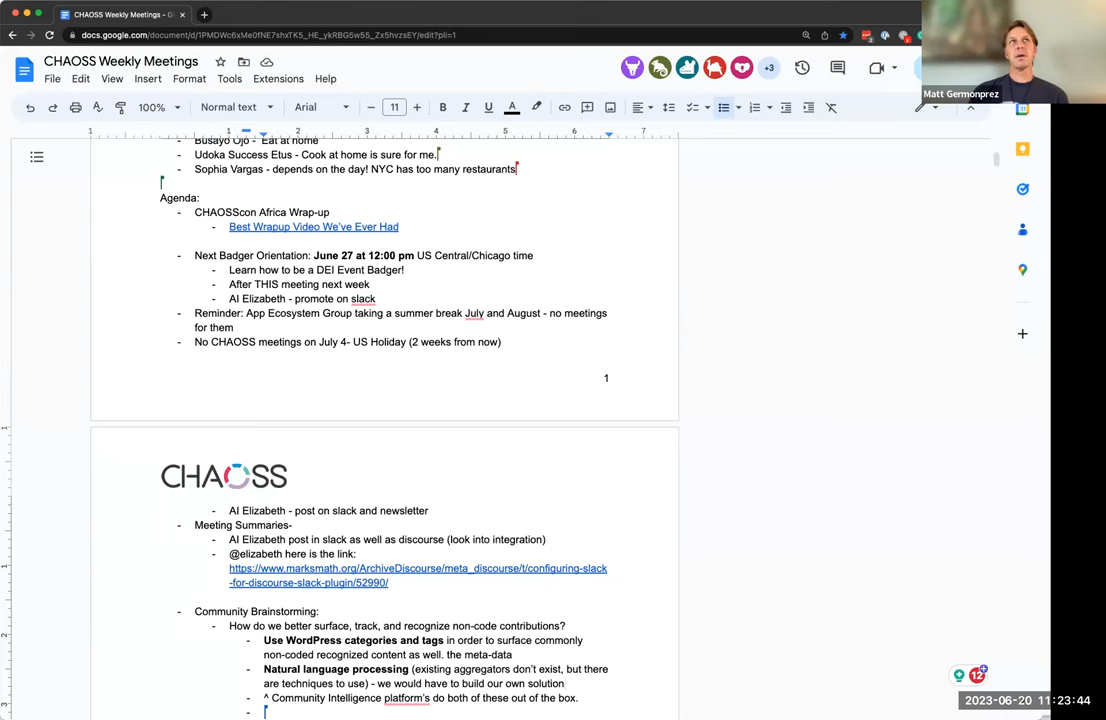 CHAOSS Weekly Meetings - G
docs.google.com/document/d/1PMDWc6xMe0fNE7shxTK5_HE_ykRBG5w55_Zx5hvzsEY/edit?pli=1
CHAOSS Weekly Meetings
File Edit View Insert Format Tools Extensions Help
+3
Matt Germonprez
100% Normal text Arial 11
1 1 2 3 4 5 6 7
Busayo Ojo - Eat at home
- Udoka Success Etus - Cook at home is sure for me.
- Sophia Vargas - depends on the day! NYC has too many restaurants
Agenda:
- CHAOSScon Africa Wrap-up
- Best Wrapup Video We've Ever Had
- Next Badger Orientation: June 27 at 12:00 pm US Central/Chicago time
- Learn how to be a DEI Event Badger!
- After THIS meeting next week
- AI Elizabeth - promote on slack
- Reminder: App Ecosystem Group taking a summer break July and August - no meetings
for them
- No CHAOSS meetings on July 4- US Holiday (2 weeks from now)
1
CHAOSS
- AI Elizabeth - post on slack and newsletter
- Meeting Summaries-
- AI Elizabeth post in slack as well as discourse (look into integration)
- @elizabeth here is the link:
https://www.marksmath.org/ArchiveDiscourse/meta_discourse/t/configuring-slack
-for-discourse-slack-plugin/52990/
- Community Brainstorming:
- How do we better surface, track, and recognize non-code contributions?
- Use WordPress categories and tags in order to surface commonly
non-coded recognized content as well. the meta-data
- Natural language processing (existing aggregators don't exist, but there
are techniques to use) - we would have to build our own solution
- ^ Community Intelligence platform's do both of these out of the box.
-
12
2023-06-20 11:23:44